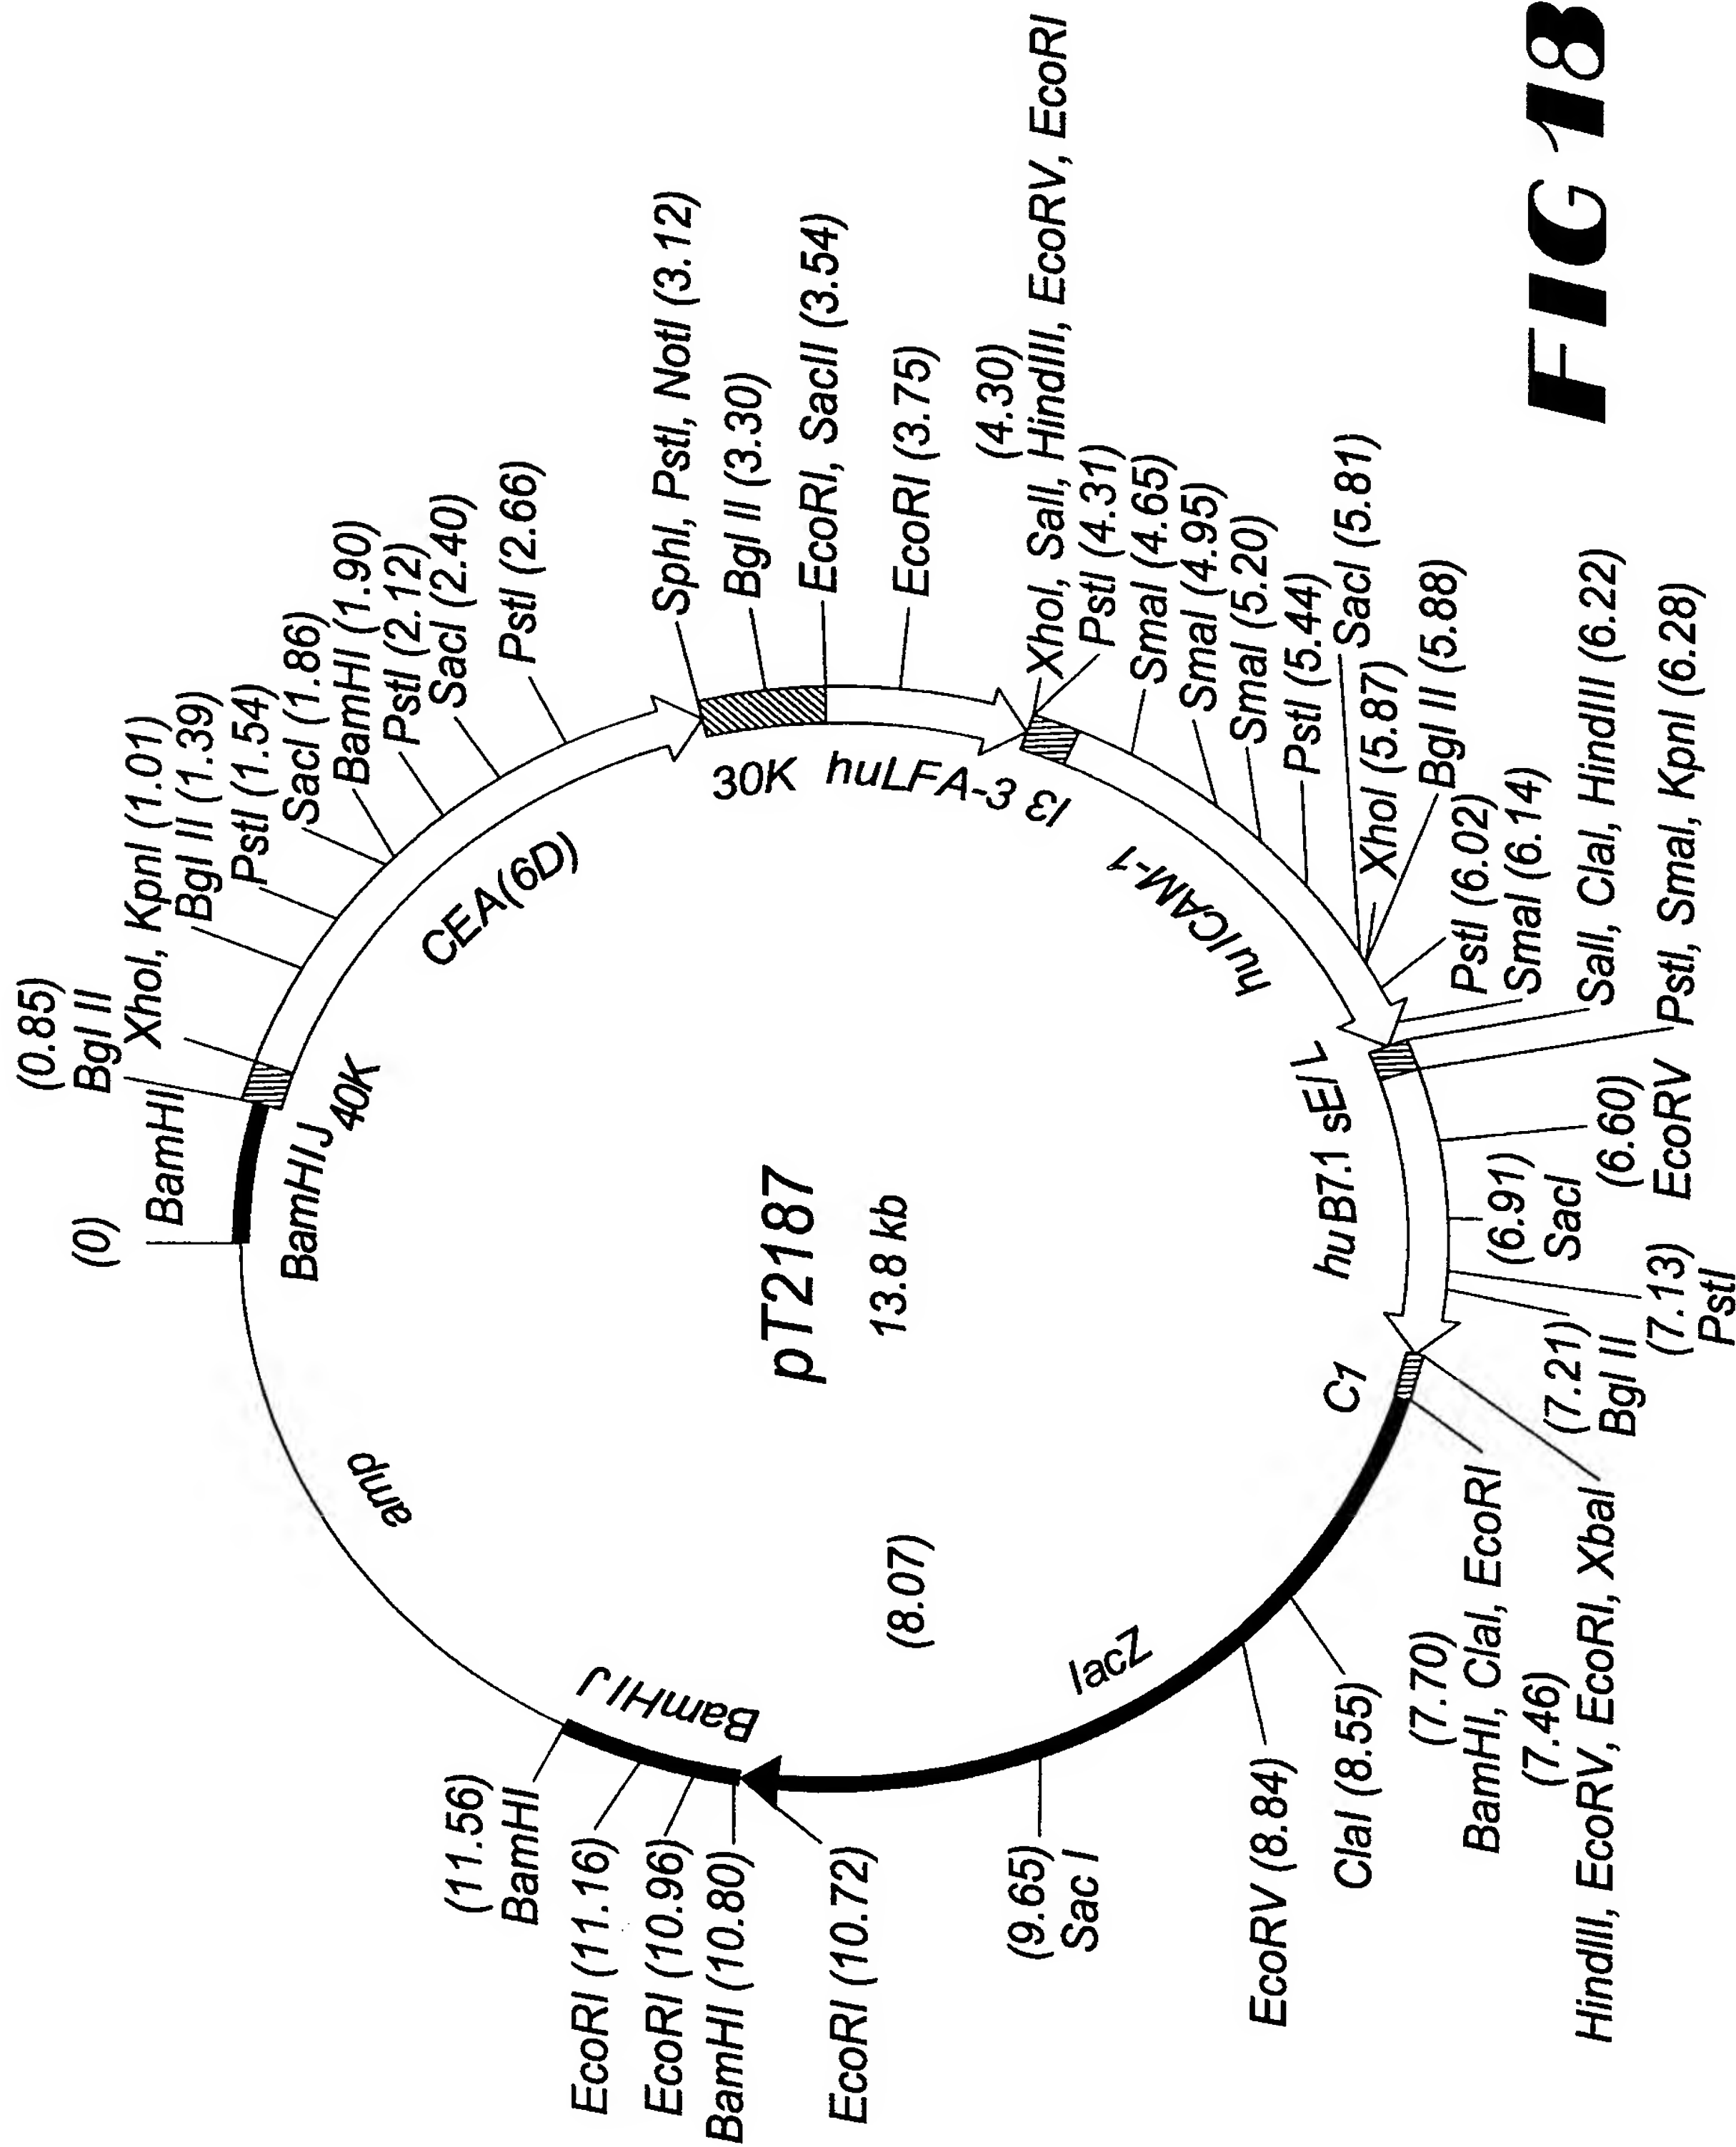 (0)
BamHI
(0.85)
Bgl II
XhoI, KpnI (1.01)
Bgl II (1.39)
PstI (1.54)
SacI (1.86)
BamHI (1.90)
PstI (2.12)
SacI (2.40)
PstI (2.66)
SphI, PstI, NotI (3.12)
Bgl II (3.30)
EcoRI, SacII (3.54)
EcoRI (3.75)
(4.30)
XhoI, SalI, HindIII, EcoRV, EcoRI
PstI (4.31)
SmaI (4.65)
SmaI (4.95)
SmaI (5.20)
PstI (5.44)
SacI (5.81)
XhoI (5.87)
Bgl II (5.88)
PstI (6.02)
SmaI (6.14)
SalI, ClaI, HindIII (6.22)
PstI, SmaI, KpnI (6.28)
(6.60)
EcoRV
(6.91)
SacI
(7.13)
PstI
(7.21)
Bgl II
HindIII, EcoRV, EcoRI, XbaI
(7.46)
BamHI, ClaI, EcoRI
(7.70)
ClaI (8.55)
EcoRV (8.84)
(9.65)
Sac I
EcoRI (10.72)
BamHI (10.80)
EcoRI (10.96)
EcoRI (11.16)
(11.56)
BamHI
BamHI J
40K
CEA(6D)
30K
huLFA-3
I3
huICAM-1
sE/L
huB7.1
C1
lacZ
(8.07)
BamHI J
amp
pT2187
13.8 kb
FIG 18